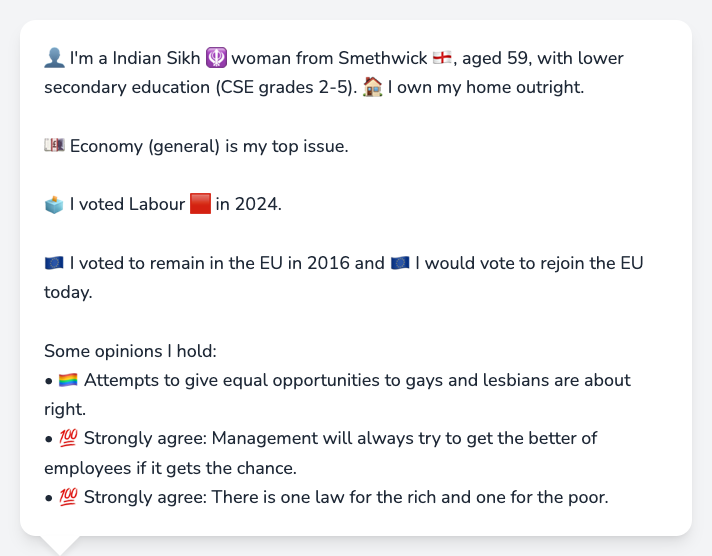 👤 I'm a Indian Sikh 🪯 woman from Smethwick 🏴󠁧󠁢󠁥󠁮󠁧󠁿, aged 59, with lower
secondary education (CSE grades 2-5). 🏠 I own my home outright.
💷 Economy (general) is my top issue.
🗳️ I voted Labour 🟥 in 2024.
🇪🇺 I voted to remain in the EU in 2016 and 🇪🇺 I would vote to rejoin the EU
today.
Some opinions I hold:
• 🏳️‍🌈 Attempts to give equal opportunities to gays and lesbians are about
right.
• 💯 Strongly agree: Management will always try to get the better of
employees if it gets the chance.
• 💯 Strongly agree: There is one law for the rich and one for the poor.